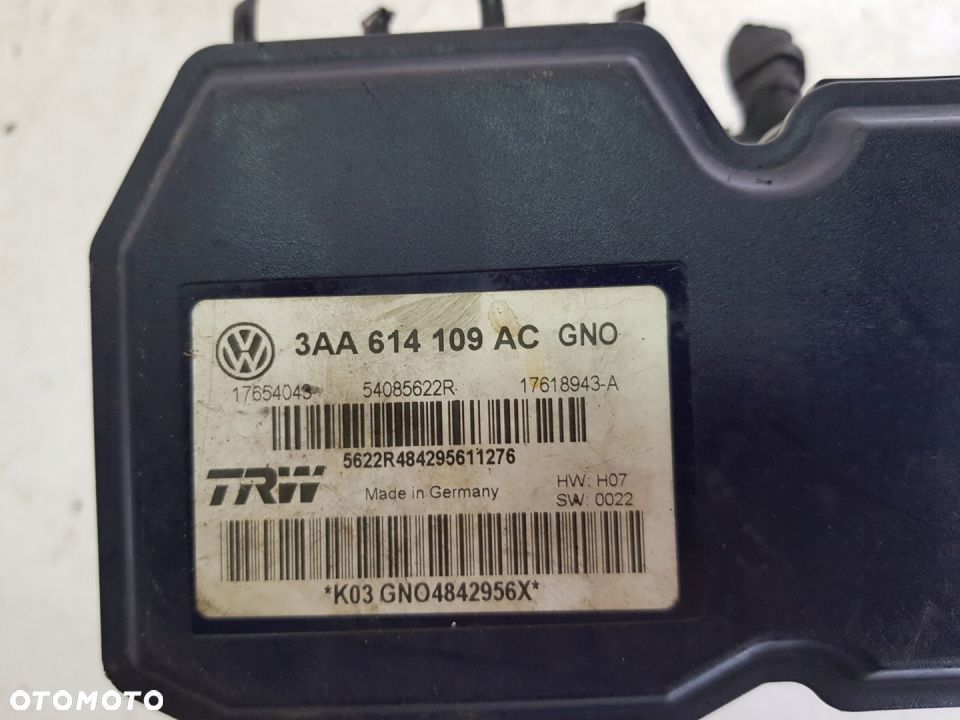 3AA 614 109 AC GNO
17654043 54085622R 17618943-A
5622R484295611276
TRW Made in Germany HW: H07
SW: 0022
*K03 GNO4842956X*
OTOMOTO